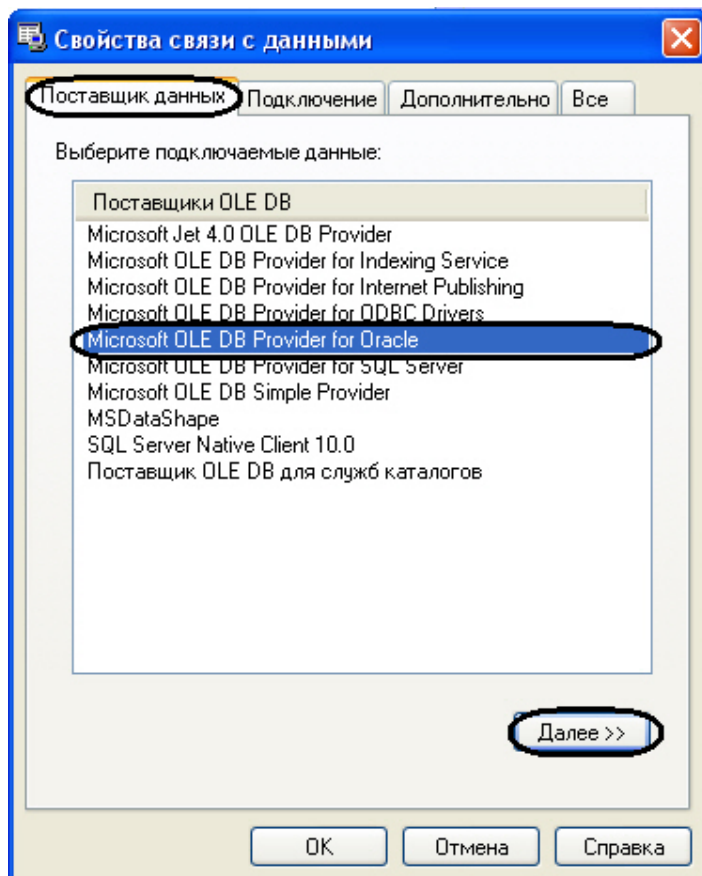 Свойства связи с данными
Поставщик данных Подключение Дополнительно Все
Выберите подключаемые данные:
Поставщики OLE DB
Microsoft Jet 4.0 OLE DB Provider
Microsoft OLE DB Provider for Indexing Service
Microsoft OLE DB Provider for Internet Publishing
Microsoft OLE DB Provider for ODBC Drivers
Microsoft OLE DB Provider for Oracle
Microsoft OLE DB Provider for SQL Server
Microsoft OLE DB Simple Provider
MSDataShape
SQL Server Native Client 10.0
Поставщик OLE DB для служб каталогов
Далее >>
OK Отмена Справка